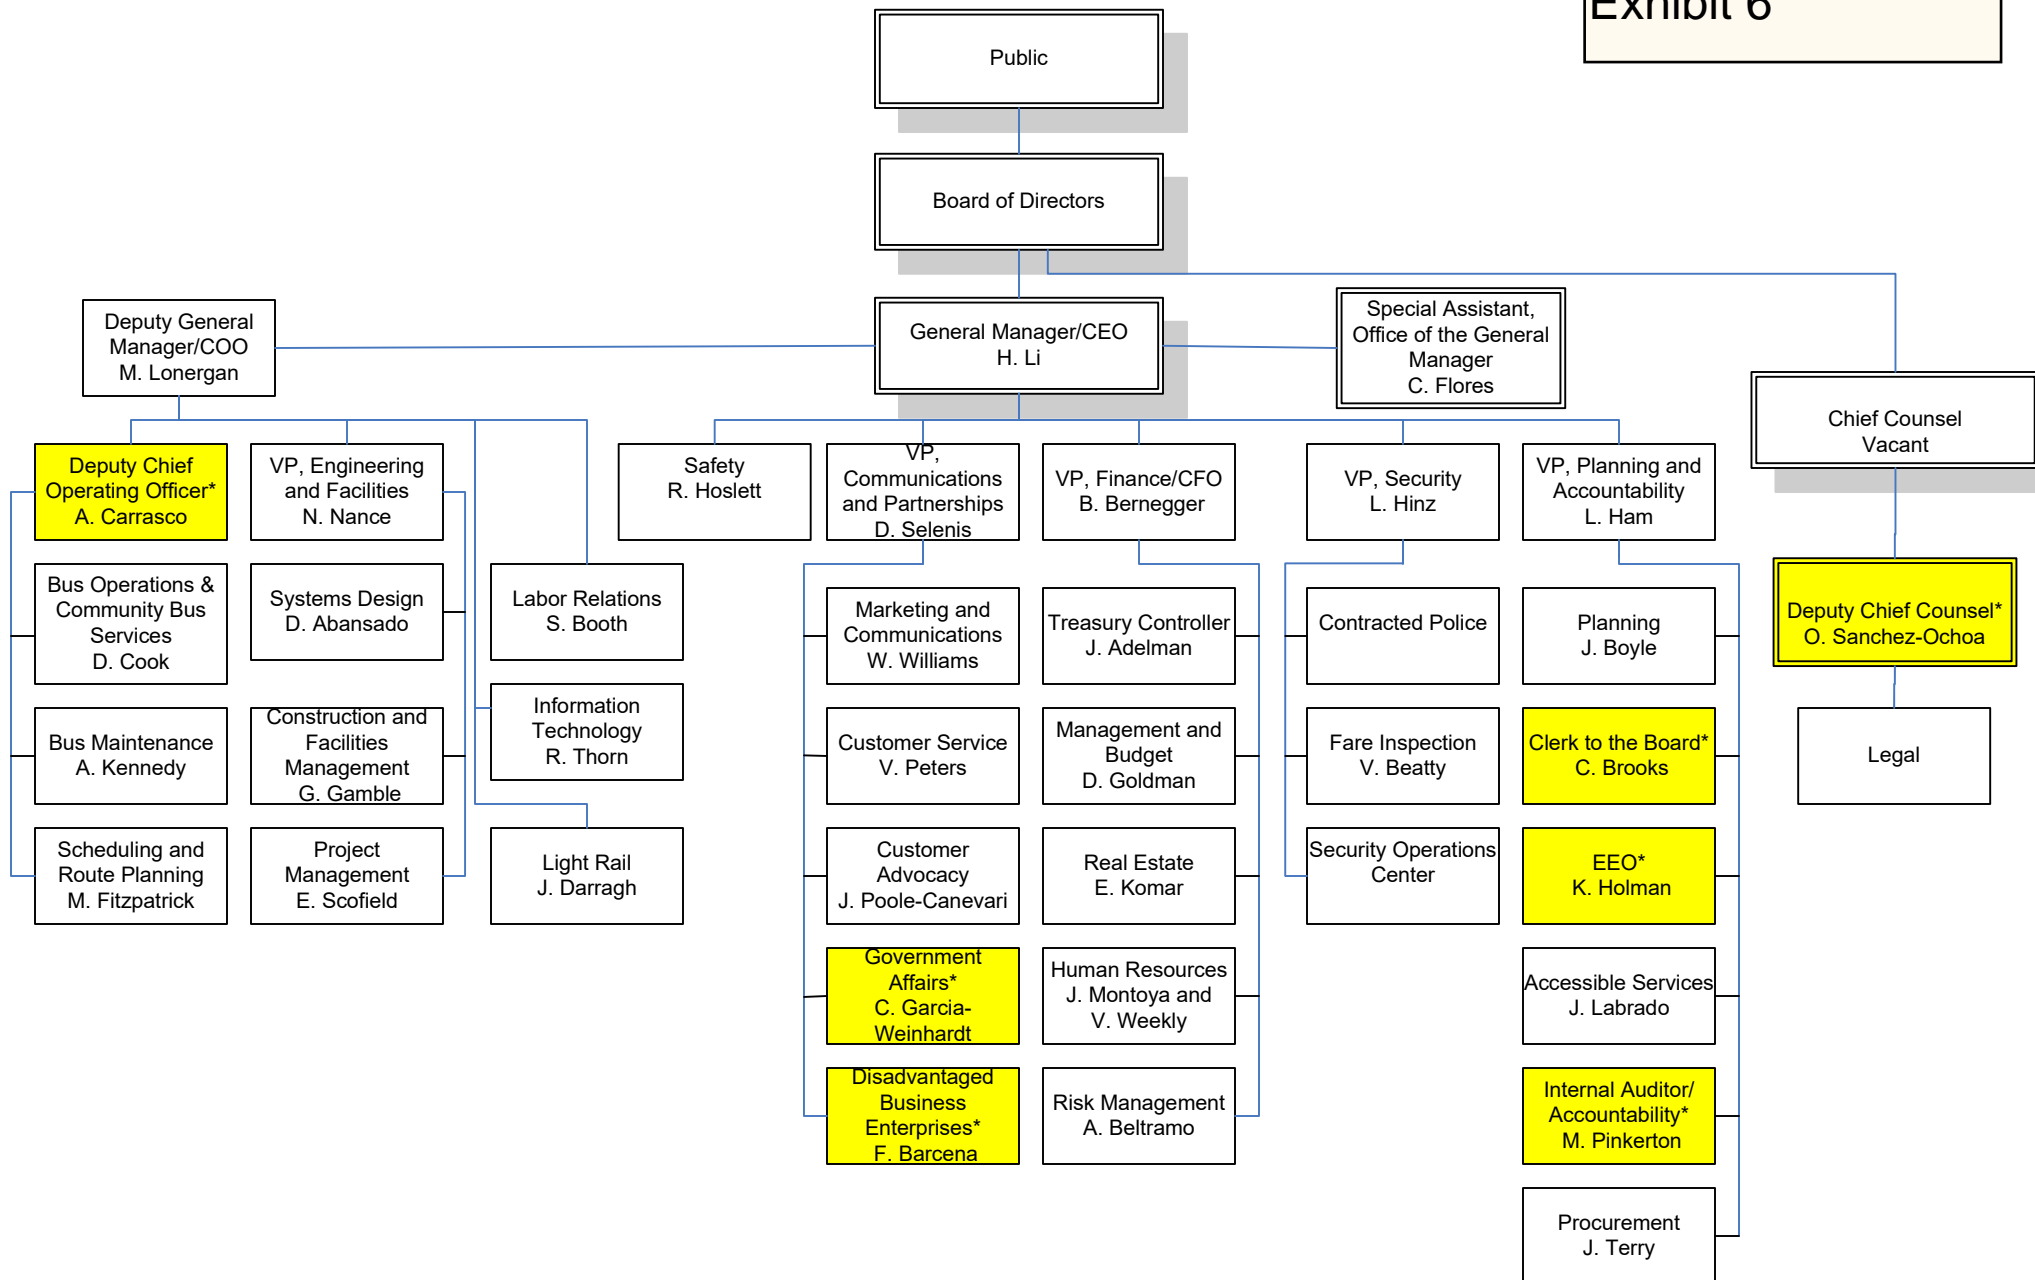 Exhibit 6
Public
Board of Directors
Deputy General
Manager/COO
M. Lonergan
General Manager/CEO
H. Li
Special Assistant,
Office of the General
Manager
C. Flores
Chief Counsel
Vacant
Deputy Chief
Operating Officer*
A. Carrasco
VP, Engineering
and Facilities
N. Nance
Safety
R. Hoslett
VP,
Communications
and Partnerships
D. Selenis
VP, Finance/CFO
B. Bernegger
VP, Security
L. Hinz
VP, Planning and
Accountability
L. Ham
Bus Operations &
Community Bus
Services
D. Cook
Systems Design
D. Abansado
Labor Relations
S. Booth
Marketing and
Communications
W. Williams
Treasury Controller
J. Adelman
Contracted Police
Planning
J. Boyle
Deputy Chief Counsel*
O. Sanchez-Ochoa
Bus Maintenance
A. Kennedy
Construction and
Facilities
Management
G. Gamble
Information
Technology
R. Thorn
Customer Service
V. Peters
Management and
Budget
D. Goldman
Fare Inspection
V. Beatty
Clerk to the Board*
C. Brooks
Legal
Scheduling and
Route Planning
M. Fitzpatrick
Project
Management
E. Scofield
Light Rail
J. Darragh
Customer
Advocacy
J. Poole-Canevari
Real Estate
E. Komar
Security Operations
Center
EEO*
K. Holman
Government
Affairs*
C. Garcia-
Weinhardt
Human Resources
J. Montoya and
V. Weekly
Accessible Services
J. Labrado
Disadvantaged
Business
Enterprises*
F. Barcena
Risk Management
A. Beltramo
Internal Auditor/
Accountability*
M. Pinkerton
Procurement
J. Terry